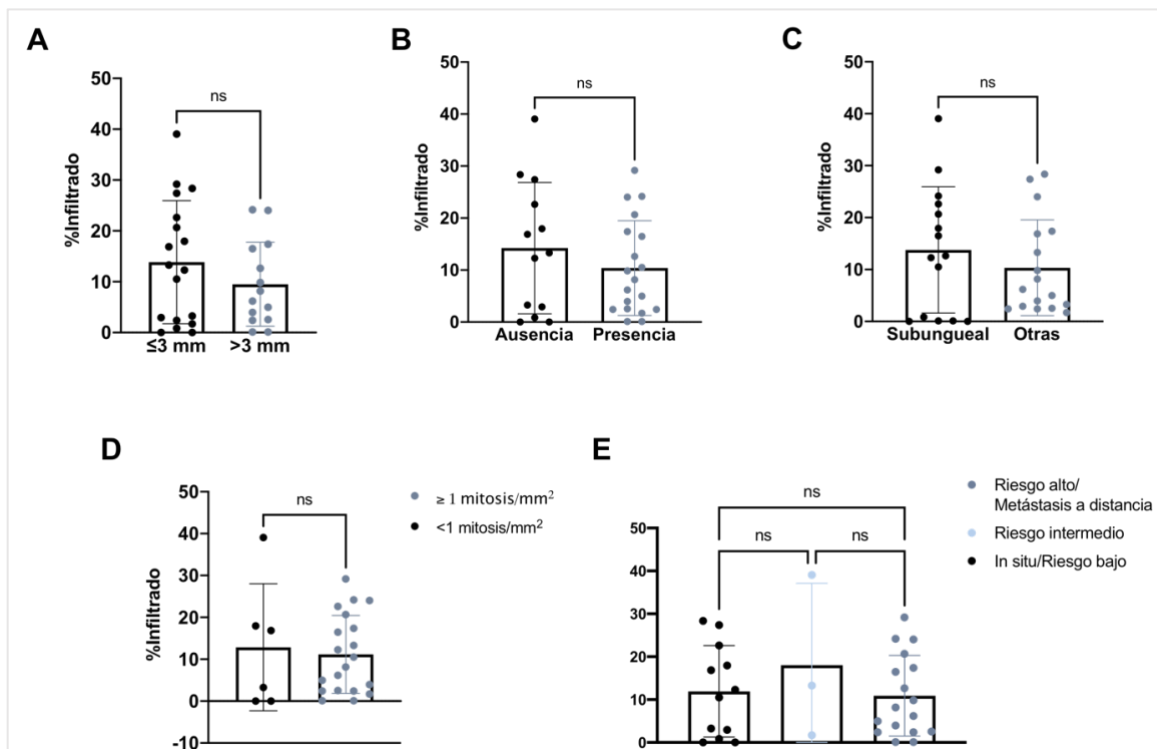 A
ns
%Infiltrado
50
40
30
20
10
0
≤3 mm
>3 mm
B
ns
%Infiltrado
50
40
30
20
10
0
Ausencia
Presencia
C
ns
%Infiltrado
50
40
30
20
10
0
Subungueal
Otras
D
ns
%Infiltrado
50
40
30
20
10
0
-10
≥ 1 mitosis/mm²
<1 mitosis/mm²
E
ns
ns
ns
%Infiltrado
50
40
30
20
10
0
Riesgo alto/
Metástasis a distancia
Riesgo intermedio
In situ/Riesgo bajo